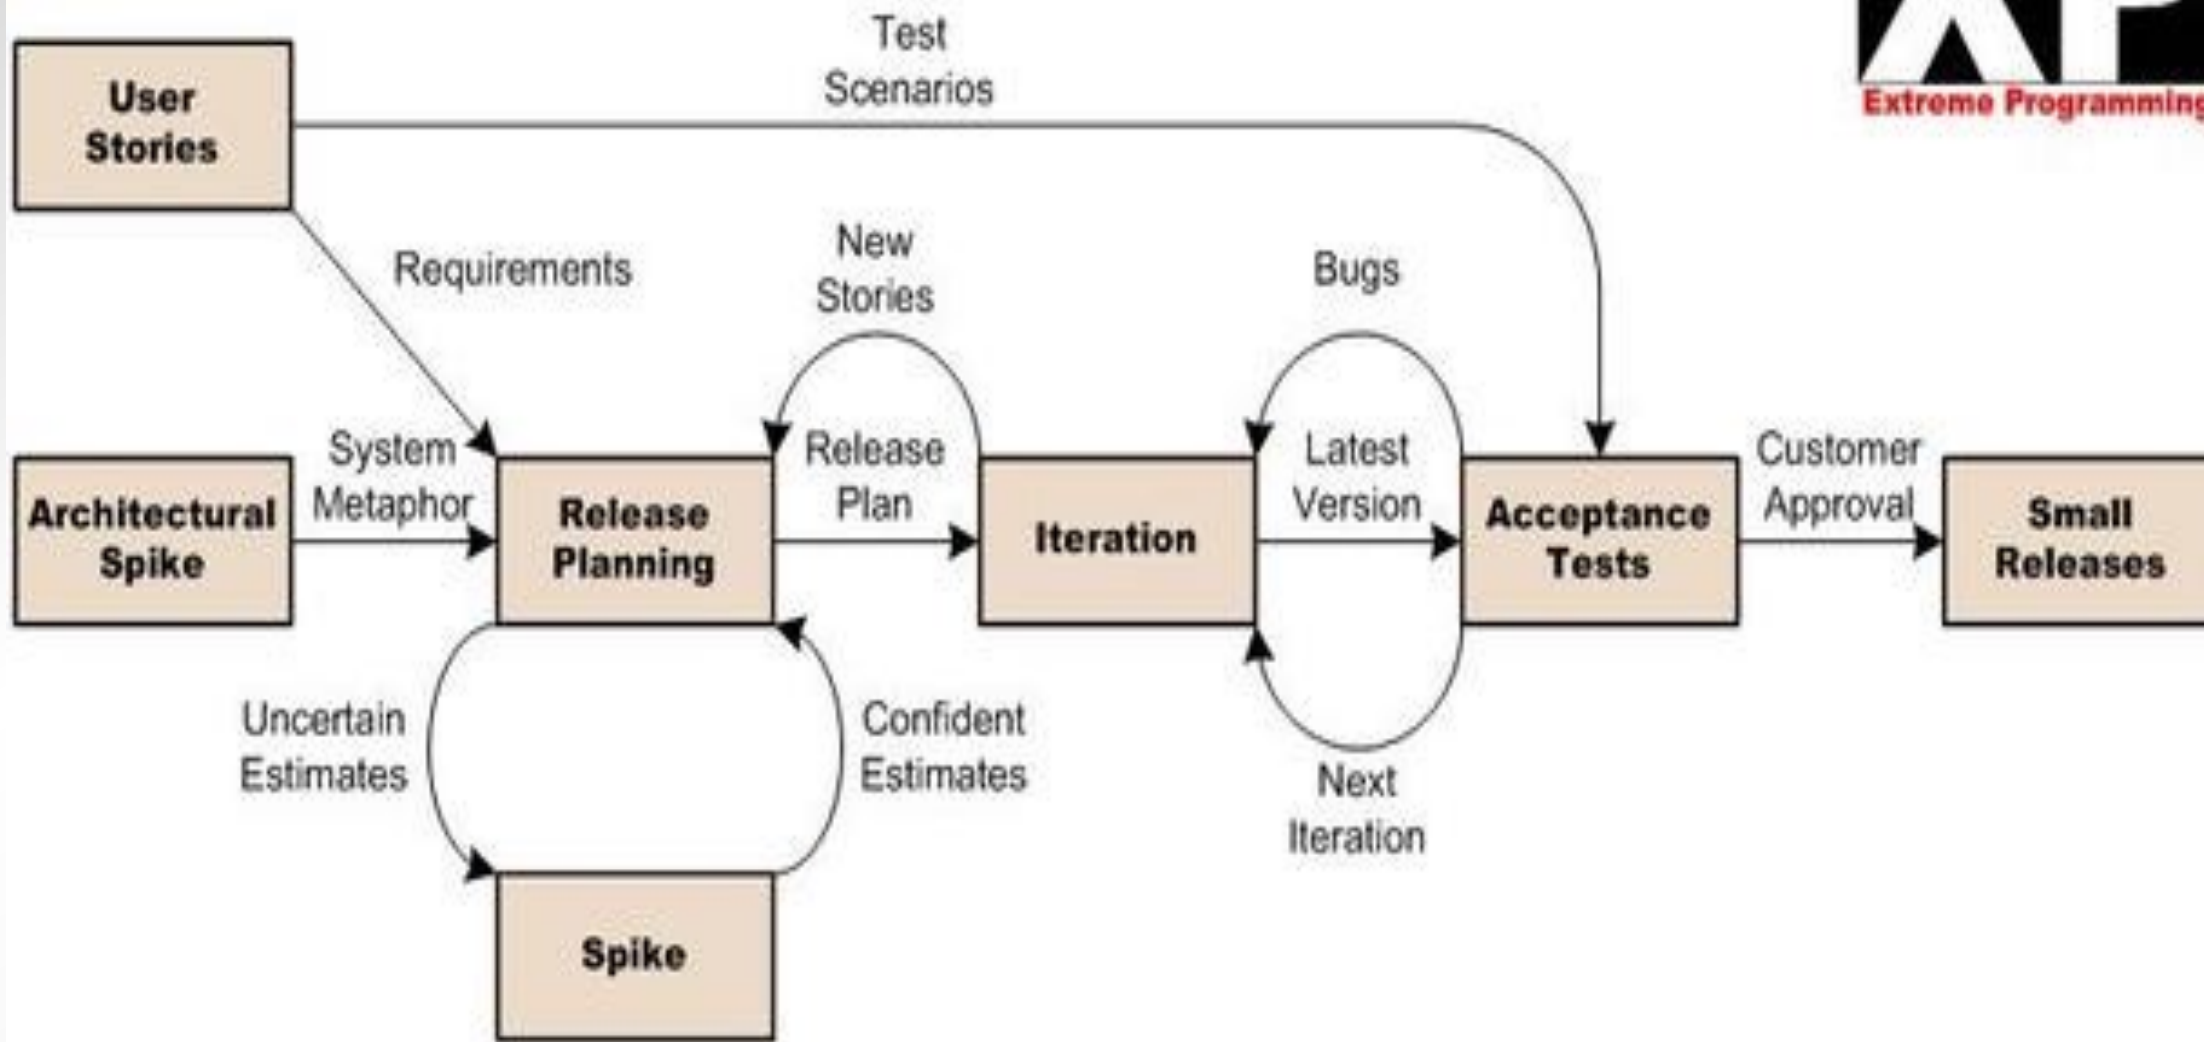 Test
Scenarios
XP
Extreme Programming
User
Stories
Requirements
New
Stories
Bugs
System
Metaphor
Release
Plan
Latest
Version
Customer
Approval
Architectural
Spike
Release
Planning
Iteration
Acceptance
Tests
Small
Releases
Uncertain
Estimates
Confident
Estimates
Next
Iteration
Spike